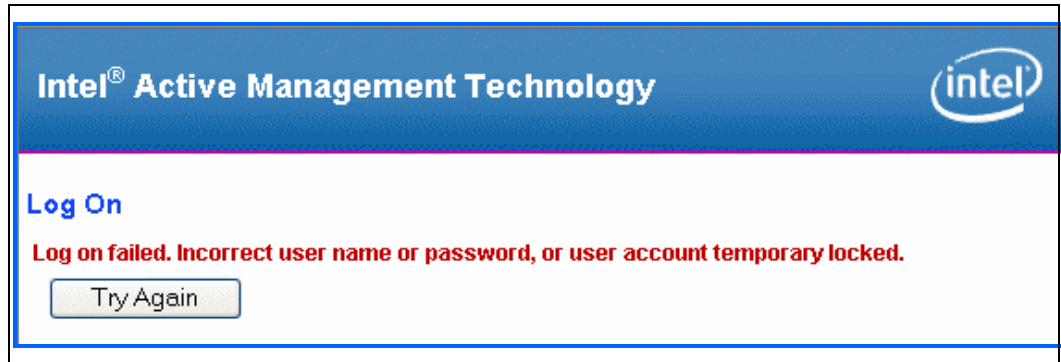 Intel® Active Management Technology
intel
Log On
Log on failed. Incorrect user name or password, or user account temporary locked.
Try Again